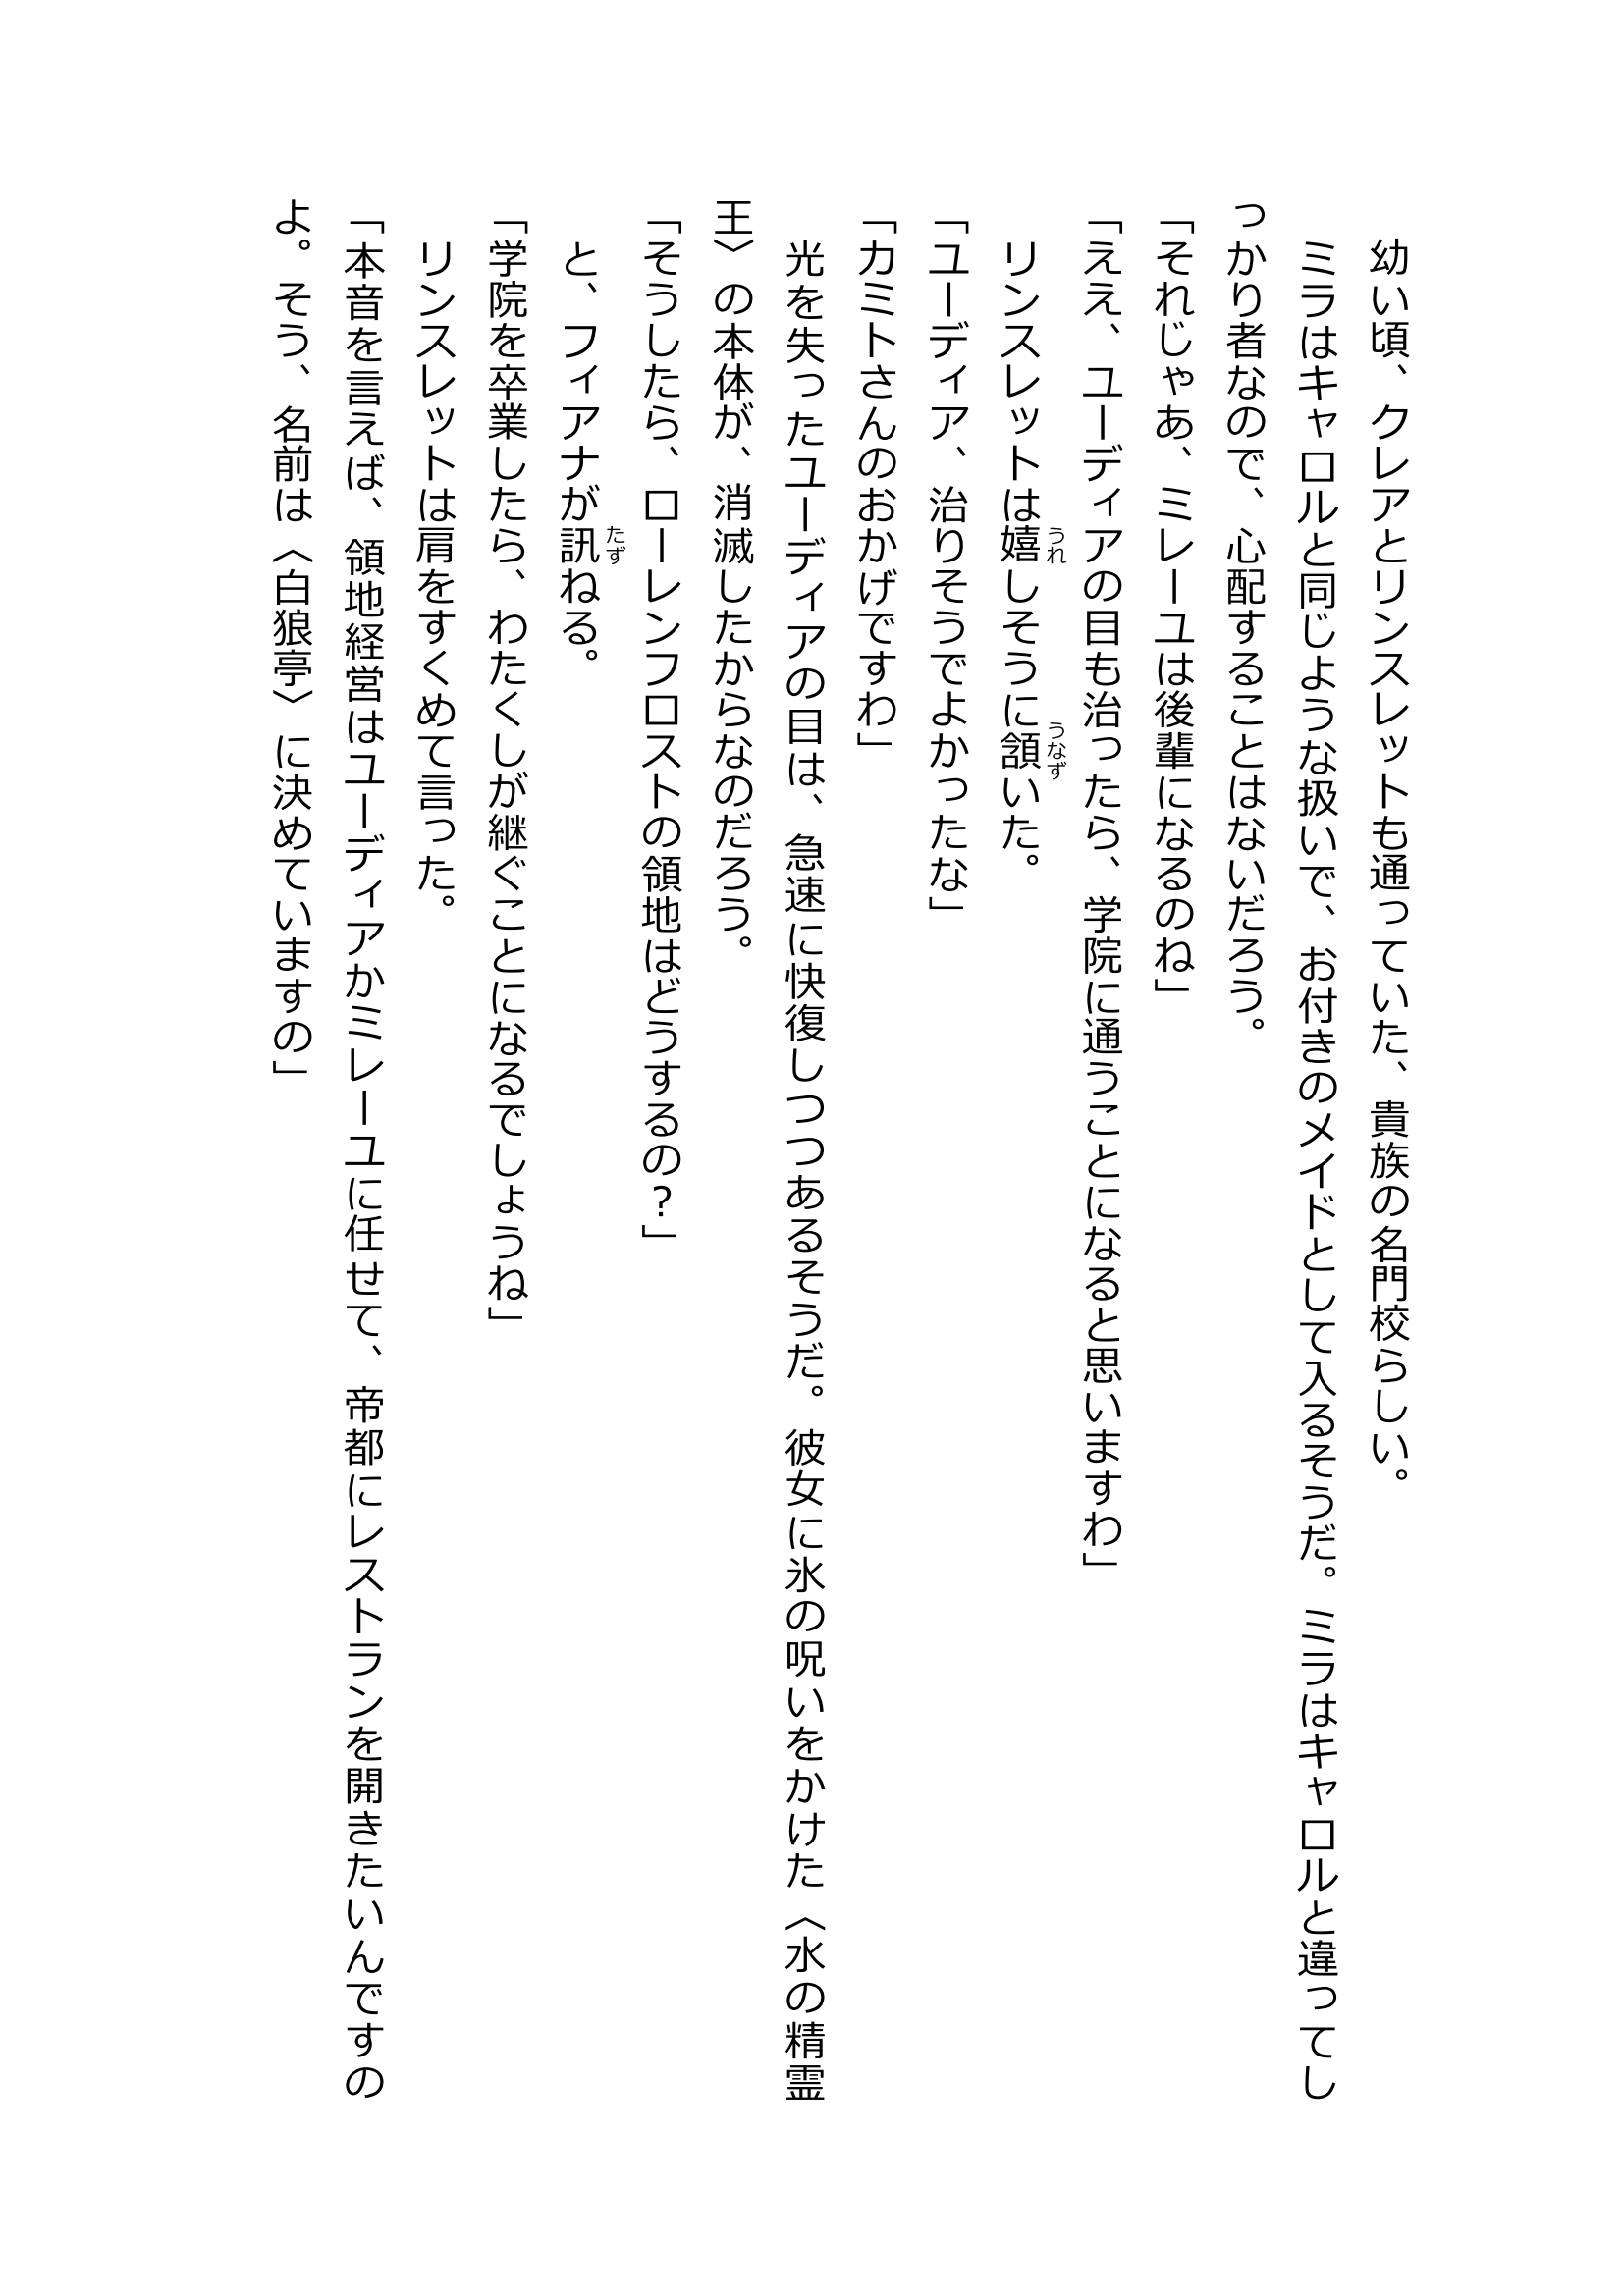 幼い頃、クレアとリンスレットも通っていた、貴族の名門校らしい。
　ミラはキャロルと同じような扱いで、お付きのメイドとして入るそうだ。ミラはキャロルと違ってし
っかり者なので、心配することはないだろう。
「それじゃあ、ミレーユは後輩になるのね」
「ええ、ユーディアの目も治ったら、学院に通うことになると思いますわ」
　リンスレットは嬉しそうに頷いた。
うれ
うなず
「ユーディア、治りそうでよかったな」
「カミトさんのおかげですわ」
　光を失ったユーディアの目は、急速に快復しつつあるそうだ。彼女に氷の呪いをかけた〈水の精霊
王〉の本体が、消滅したからなのだろう。
「そうしたら、ローレンフロストの領地はどうするの？」
　と、フィアナが訊ねる。
たず
「学院を卒業したら、わたくしが継ぐことになるでしょうね」
　リンスレットは肩をすくめて言った。
「本音を言えば、領地経営はユーディアかミレーユに任せて、帝都にレストランを開きたいんですの
よ。そう、名前は〈白狼亭〉に決めていますの」